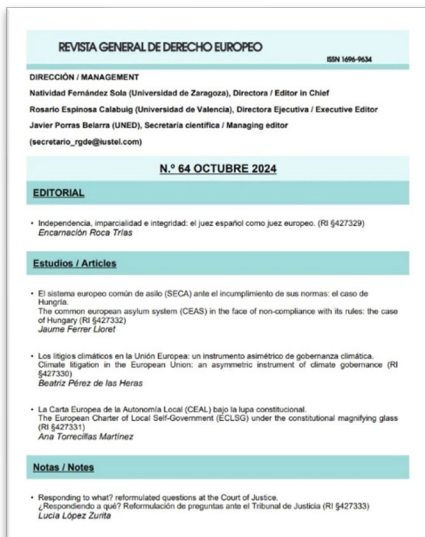 REVISTA GENERAL DE DERECHO EUROPEO
ISSN 1696-9634
DIRECCIÓN / MANAGEMENT
Natividad Fernández Sola (Universidad de Zaragoza), Directora / Editor in Chief
Rosario Espinosa Calabuig (Universidad de Valencia), Directora Ejecutiva / Executive Editor
Javier Porras Belarra (UNED), Secretaría científica / Managing editor
(secretario_rgde@iustel.com)
N.º 64 OCTUBRE 2024
EDITORIAL
• Independencia, imparcialidad e integridad: el juez español como juez europeo. (RI §427329)
Encarnación Roca Trías
Estudios / Articles
• El sistema europeo común de asilo (SECA) ante el incumplimiento de sus normas: el caso de
Hungría.
The common european asylum system (CEAS) in the face of non-compliance with its rules: the case
of Hungary (RI §427332)
Jaume Ferrer Lloret
• Los litigios climáticos en la Unión Europea: un instrumento asimétrico de gobernanza climática.
Climate litigation in the European Union: an asymmetric instrument of climate governance (RI
§427330)
Beatriz Pérez de las Heras
• La Carta Europea de la Autonomía Local (CEAL) bajo la lupa constitucional.
The European Charter of Local Self-Government (ECLSG) under the constitutional magnifying glass
(RI §427331)
Ana Torrecillas Martínez
Notas / Notes
• Responding to what? reformulated questions at the Court of Justice.
¿Respondiendo a qué? Reformulación de preguntas ante el Tribunal de Justicia (RI §427333)
Lucía López Zurita